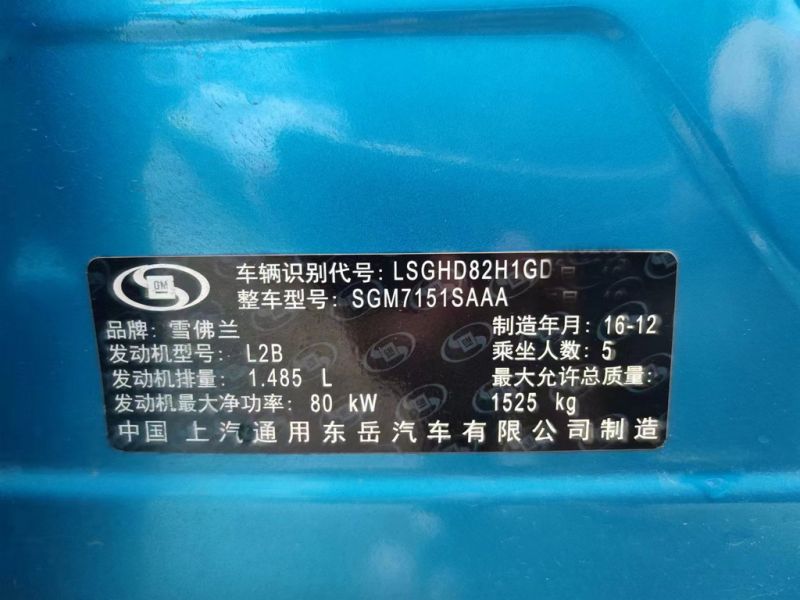 GM
车辆识别代号: LSGHD82H1GD
整车型号: SGM7151SAAA
品牌: 雪佛兰
制造年月: 16-12
发动机型号: L2B
乘坐人数: 5
发动机排量: 1.485 L
最大允许总质量:
发动机最大净功率: 80 kW
1525 kg
中国 上汽通用东岳汽车有限公司制造